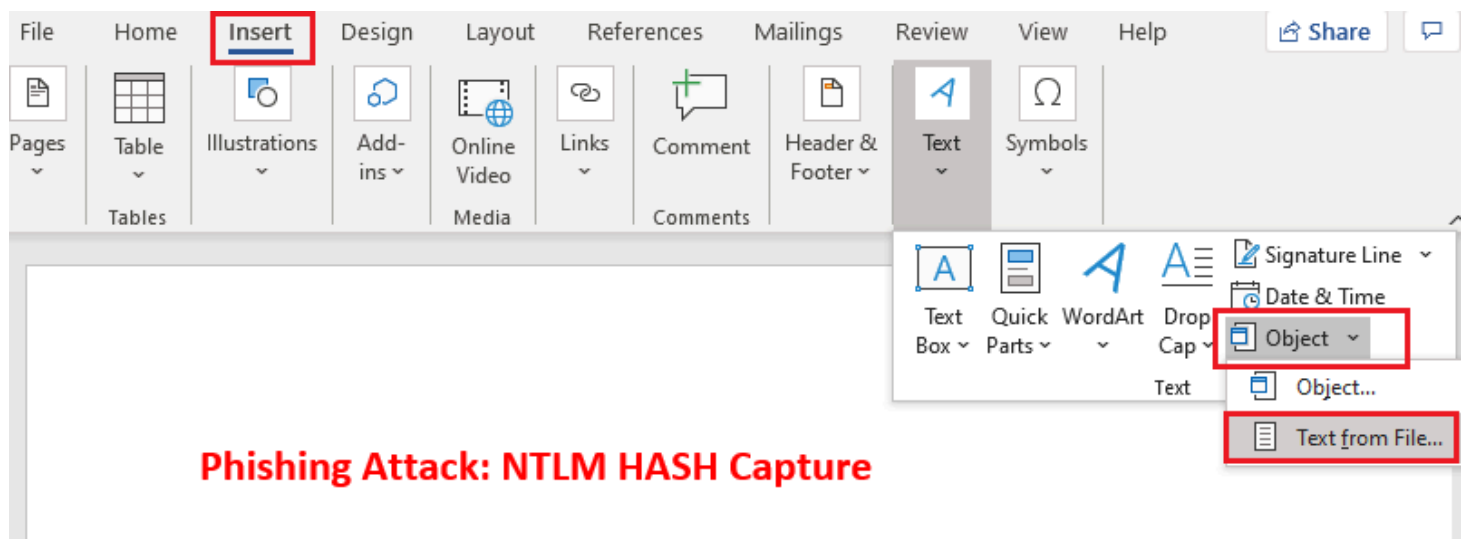 File Home Insert Design Layout References Mailings Review View Help Share
Pages Table Illustrations Add- Online Links Comment Header & Text Symbols
ins Video Footer
Tables Media Comments
Signature Line
Date & Time
Text Quick WordArt Drop Object
Box Parts Cap
Text Object...
Text from File...
Phishing Attack: NTLM HASH Capture